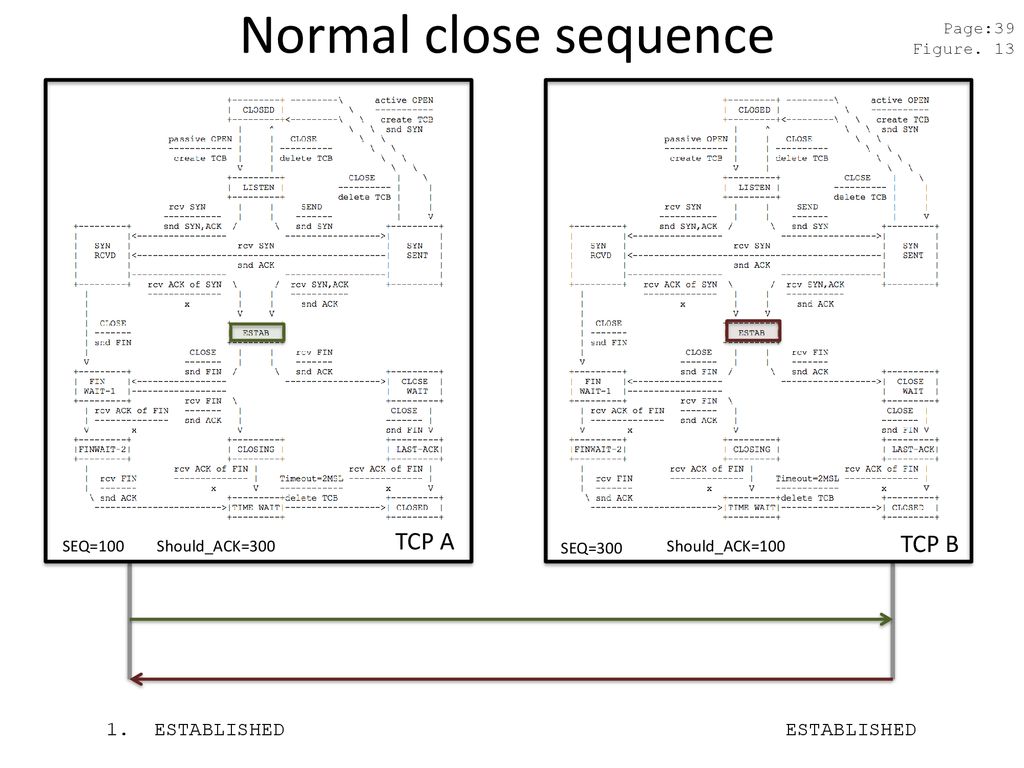 Normal close sequence
Page:39
Figure. 13
+---------+ ---------\      active OPEN
|  CLOSED |            \    -----------
+---------+<---------\   \   create TCB
|     ^              \   \  snd SYN
passive OPEN |     |   CLOSE        \   \
------------ |     | ----------       \   \
create TCB  |     | delete TCB         \   \
V     |                      \   \
+---------+            CLOSE    |    \
|  LISTEN |          ---------- |     |
+---------+          delete TCB |     |
rcv SYN      |     |     SEND              |     |
-----------   |     |    -------            |     V
+---------+ snd SYN,ACK  /       \   snd SYN          +---------+
|         |<-----------------           ------------------>|         |
|   SYN   |                    rcv SYN                     |   SYN   |
|   RCVD  |<-----------------------------------------------|   SENT  |
|         |                    snd ACK                     |         |
|         |------------------           -------------------|         |
+---------+   rcv ACK of SYN  \       /  rcv SYN,ACK       +---------+
|           --------------   |     |   -----------
|                  x         |     |     snd ACK
|                            V     V
|  CLOSE
| -------                     ESTAB
| snd FIN
|                   CLOSE    |     |    rcv FIN
V                  -------   |     |    -------
+---------+          snd FIN  /       \   snd ACK          +---------+
|  FIN    |<-----------------           ------------------>|  CLOSE  |
| WAIT-1  |------------------                              |   WAIT  |
+---------+          rcv FIN  \                            +---------+
| rcv ACK of FIN   -------   |                            CLOSE  |
| --------------   snd ACK   |                           ------- |
V        x                   V                           snd FIN V
+---------+                  +---------+                   +---------+
|FINWAIT-2|                  | CLOSING |                   | LAST-ACK|
+---------+                  +---------+                   +---------+
|                rcv ACK of FIN |                 rcv ACK of FIN |
|  rcv FIN       -------------- |    Timeout=2MSL -------------- |
|  -------              x       V    ------------        x       V
\ snd ACK                 +---------+delete TCB         +---------+
------------------------>|TIME WAIT|------------------>| CLOSED  |
+---------+                   +---------+
SEQ=100 Should_ACK=300 TCP A
+---------+ ---------\      active OPEN
|  CLOSED |            \    -----------
+---------+<---------\   \   create TCB
|     ^              \   \  snd SYN
passive OPEN |     |   CLOSE        \   \
------------ |     | ----------       \   \
create TCB  |     | delete TCB         \   \
V     |                      \   \
+---------+            CLOSE    |    \
|  LISTEN |          ---------- |     |
+---------+          delete TCB |     |
rcv SYN      |     |     SEND              |     |
-----------   |     |    -------            |     V
+---------+ snd SYN,ACK  /       \   snd SYN          +---------+
|         |<-----------------           ------------------>|         |
|   SYN   |                    rcv SYN                     |   SYN   |
|   RCVD  |<-----------------------------------------------|   SENT  |
|         |                    snd ACK                     |         |
|         |------------------           -------------------|         |
+---------+   rcv ACK of SYN  \       /  rcv SYN,ACK       +---------+
|           --------------   |     |   -----------
|                  x         |     |     snd ACK
|                            V     V
|  CLOSE
| -------                     ESTAB
| snd FIN
|                   CLOSE    |     |    rcv FIN
V                  -------   |     |    -------
+---------+          snd FIN  /       \   snd ACK          +---------+
|  FIN    |<-----------------           ------------------>|  CLOSE  |
| WAIT-1  |------------------                              |   WAIT  |
+---------+          rcv FIN  \                            +---------+
| rcv ACK of FIN   -------   |                            CLOSE  |
| --------------   snd ACK   |                           ------- |
V        x                   V                           snd FIN V
+---------+                  +---------+                   +---------+
|FINWAIT-2|                  | CLOSING |                   | LAST-ACK|
+---------+                  +---------+                   +---------+
|                rcv ACK of FIN |                 rcv ACK of FIN |
|  rcv FIN       -------------- |    Timeout=2MSL -------------- |
|  -------              x       V    ------------        x       V
\ snd ACK                 +---------+delete TCB         +---------+
------------------------>|TIME WAIT|------------------>| CLOSED  |
+---------+                   +---------+
SEQ=300 Should_ACK=100 TCP B
1. ESTABLISHED ESTABLISHED